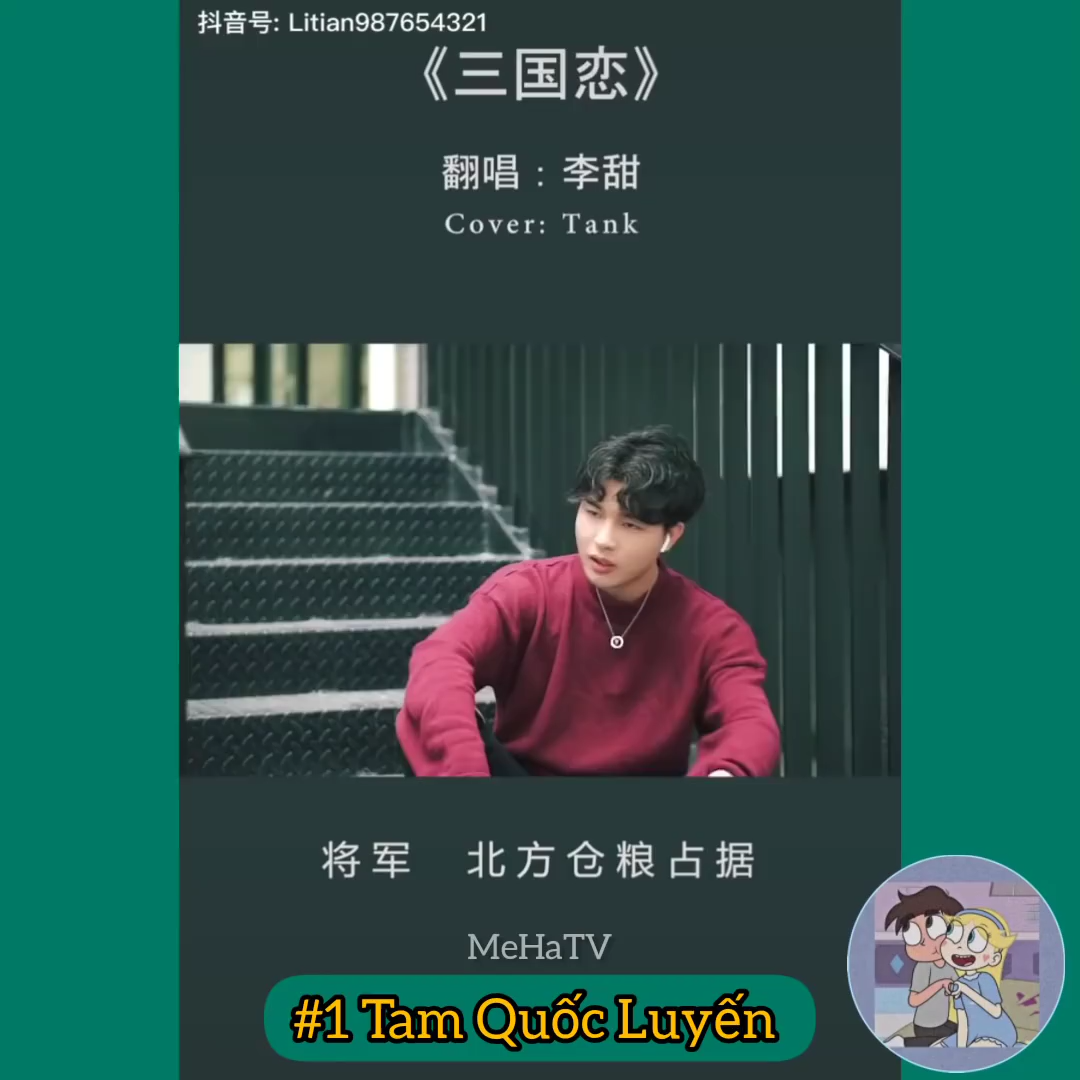 抖音号: Litian987654321
《三国恋》
翻唱：李甜
Cover: Tank
将军 北方仓粮占据
MeHaTV
#1 Tam Quốc Luyến